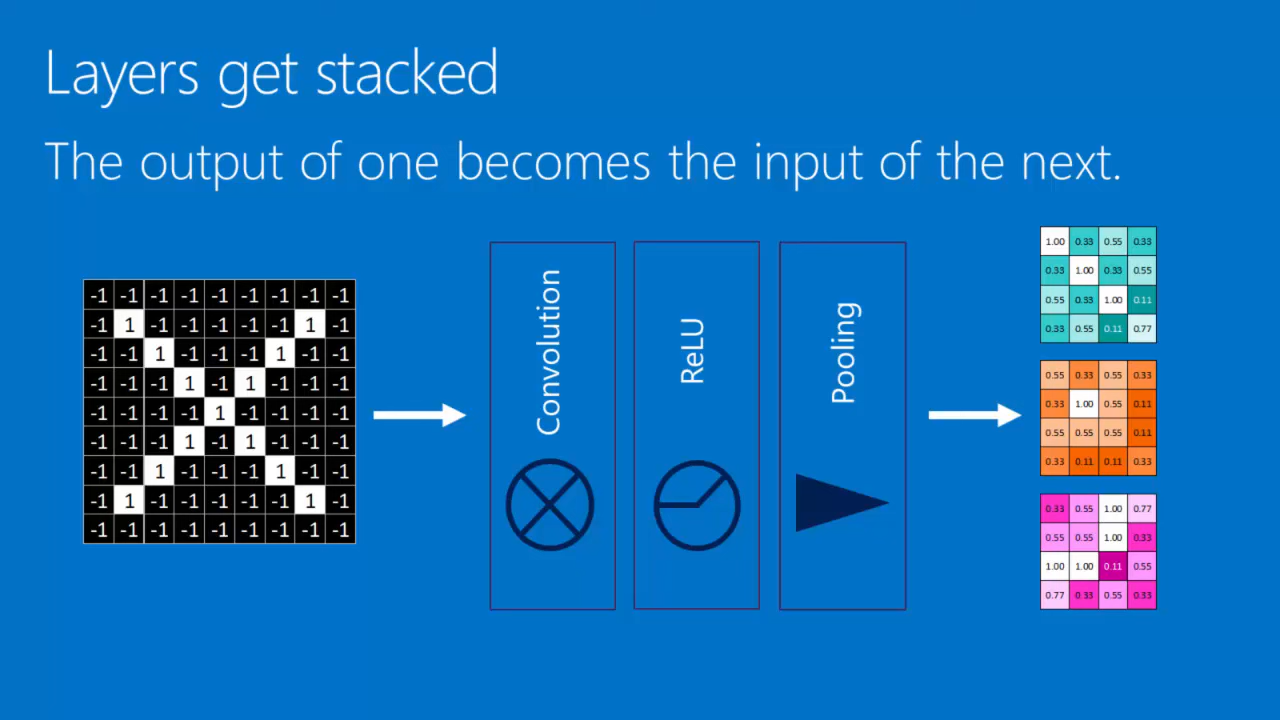 Layers get stacked
The output of one becomes the input of the next.
-1 -1 -1 -1 -1 -1 -1 -1 -1
-1 1 -1 -1 -1 -1 -1 1 -1
-1 -1 1 -1 -1 -1 1 -1 -1
-1 -1 -1 1 -1 1 -1 -1 -1
-1 -1 -1 -1 1 -1 -1 -1 -1
-1 -1 -1 1 -1 1 -1 -1 -1
-1 -1 1 -1 -1 -1 1 -1 -1
-1 1 -1 -1 -1 -1 -1 1 -1
-1 -1 -1 -1 -1 -1 -1 -1 -1
Convolution
ReLU
Pooling
1.00 0.33 0.55 0.33
0.33 1.00 0.33 0.55
0.55 0.33 1.00 0.11
0.33 0.55 0.11 0.77
0.55 0.33 0.55 0.33
0.33 1.00 0.55 0.11
0.55 0.55 0.55 0.11
0.33 0.11 0.11 0.33
0.33 0.55 1.00 0.77
0.55 0.55 1.00 0.33
1.00 1.00 0.11 0.55
0.77 0.33 0.55 0.33